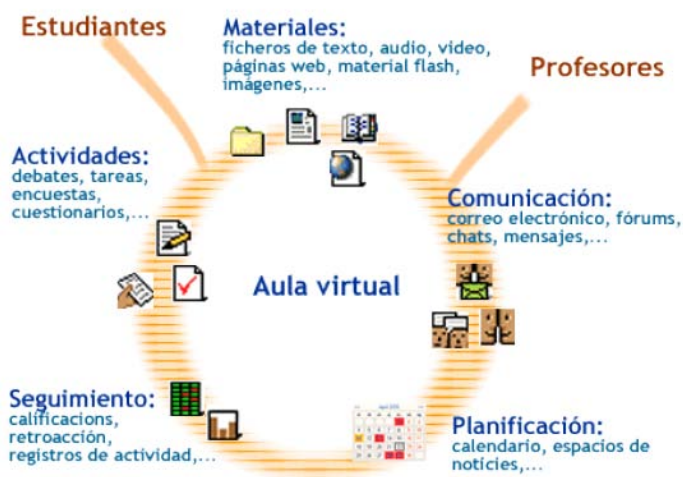 Estudiantes
Materiales:
ficheros de texto, audio, video,
páginas web, material flash,
imágenes,...
Profesores
Actividades:
debates, tareas,
encuestas,
cuestionarios,...
Comunicación:
correo electrónico, fórums,
chats, mensajes,...
Aula virtual
Seguimiento:
calificacions,
retroacción,
registros de actividad,...
Planificación:
calendario, espacios de
noticies,...